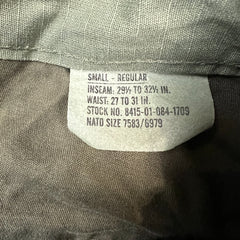 SMALL - REGULAR
INSEAM: 29½ TO 32½ IN.
WAIST: 27 TO 31 IN.
STOCK NO. 8415-01-084-1709
NATO SIZE 7583/6979